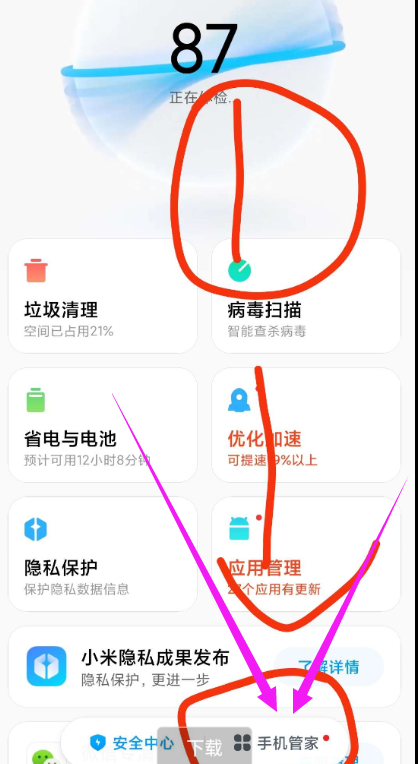 87
正在体检...
垃圾清理
空间已占用21%
病毒扫描
智能查杀病毒
省电与电池
预计可用12小时8分钟
优化加速
可提速19%以上
隐私保护
保护隐私数据信息
应用管理
个应用有更新
小米隐私成果发布
隐私保护，更进一步
了解详情
安全中心
下载
手机管家